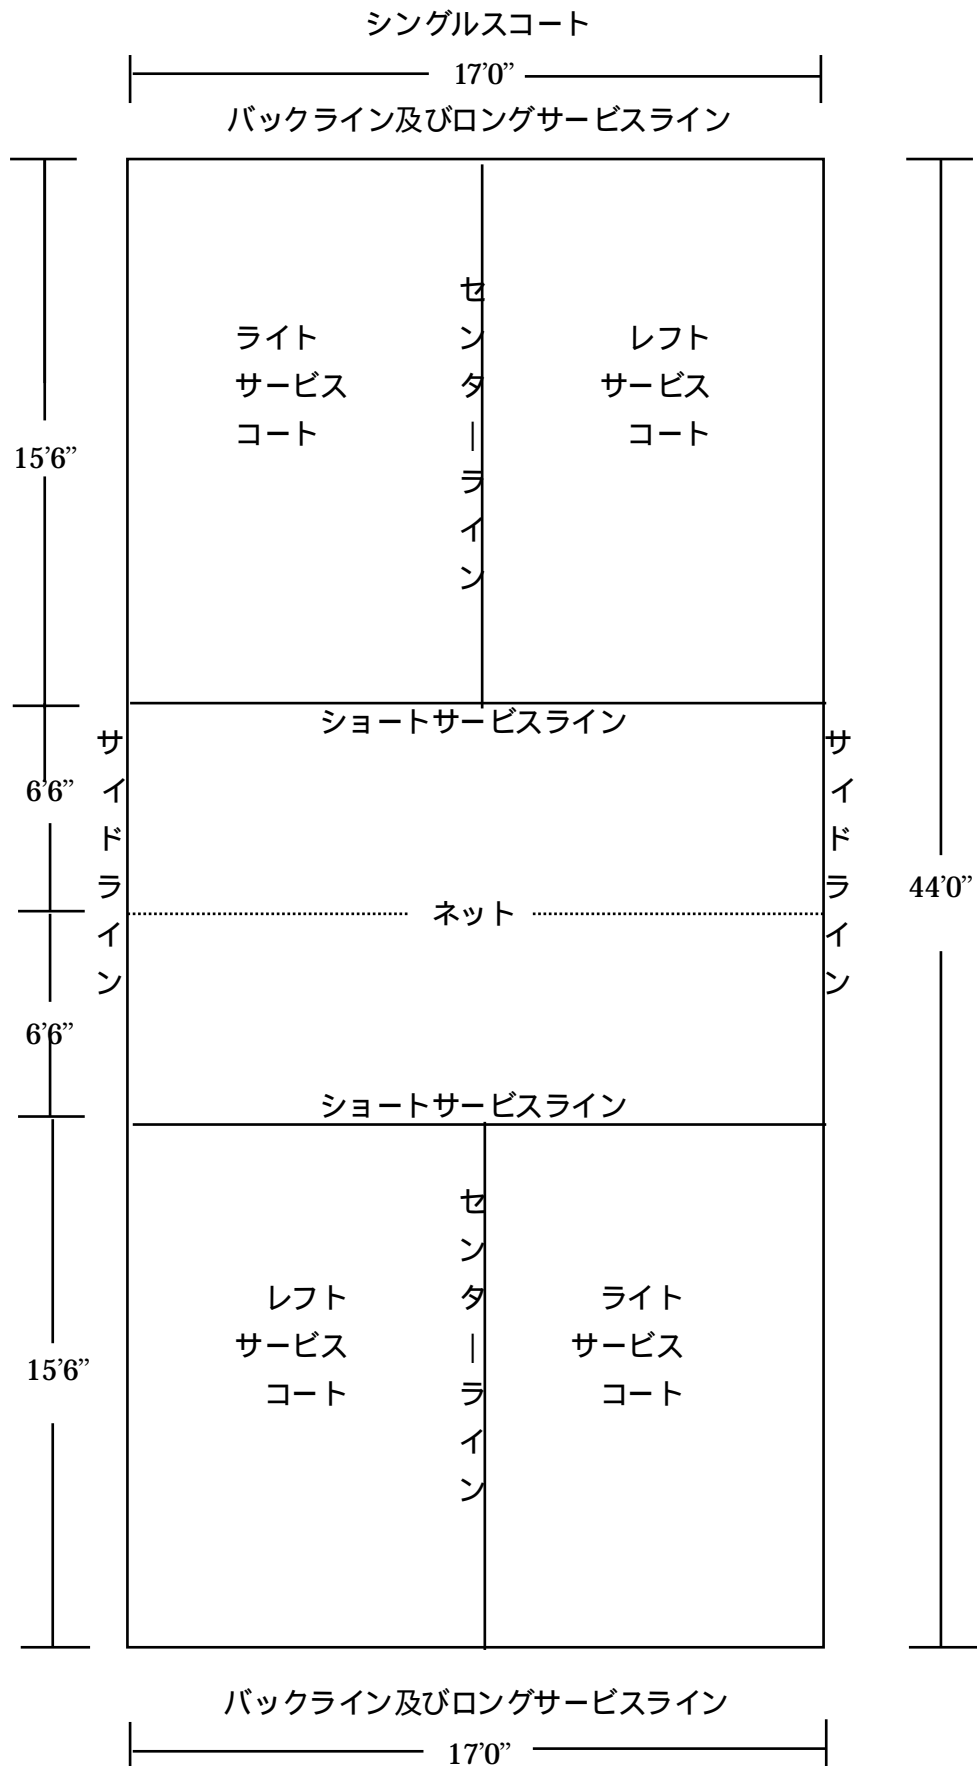 シングルスコート
17'0”
バックライン及びロングサービスライン
センターライン
ライト
サービス
コート
レフト
サービス
コート
15’6”
ショートサービスライン
サイドライン
サイドライン
6’6”
44’0”
ネット
6’6”
ショートサービスライン
センターライン
レフト
サービス
コート
ライト
サービス
コート
15’6”
バックライン及びロングサービスライン
17'0”